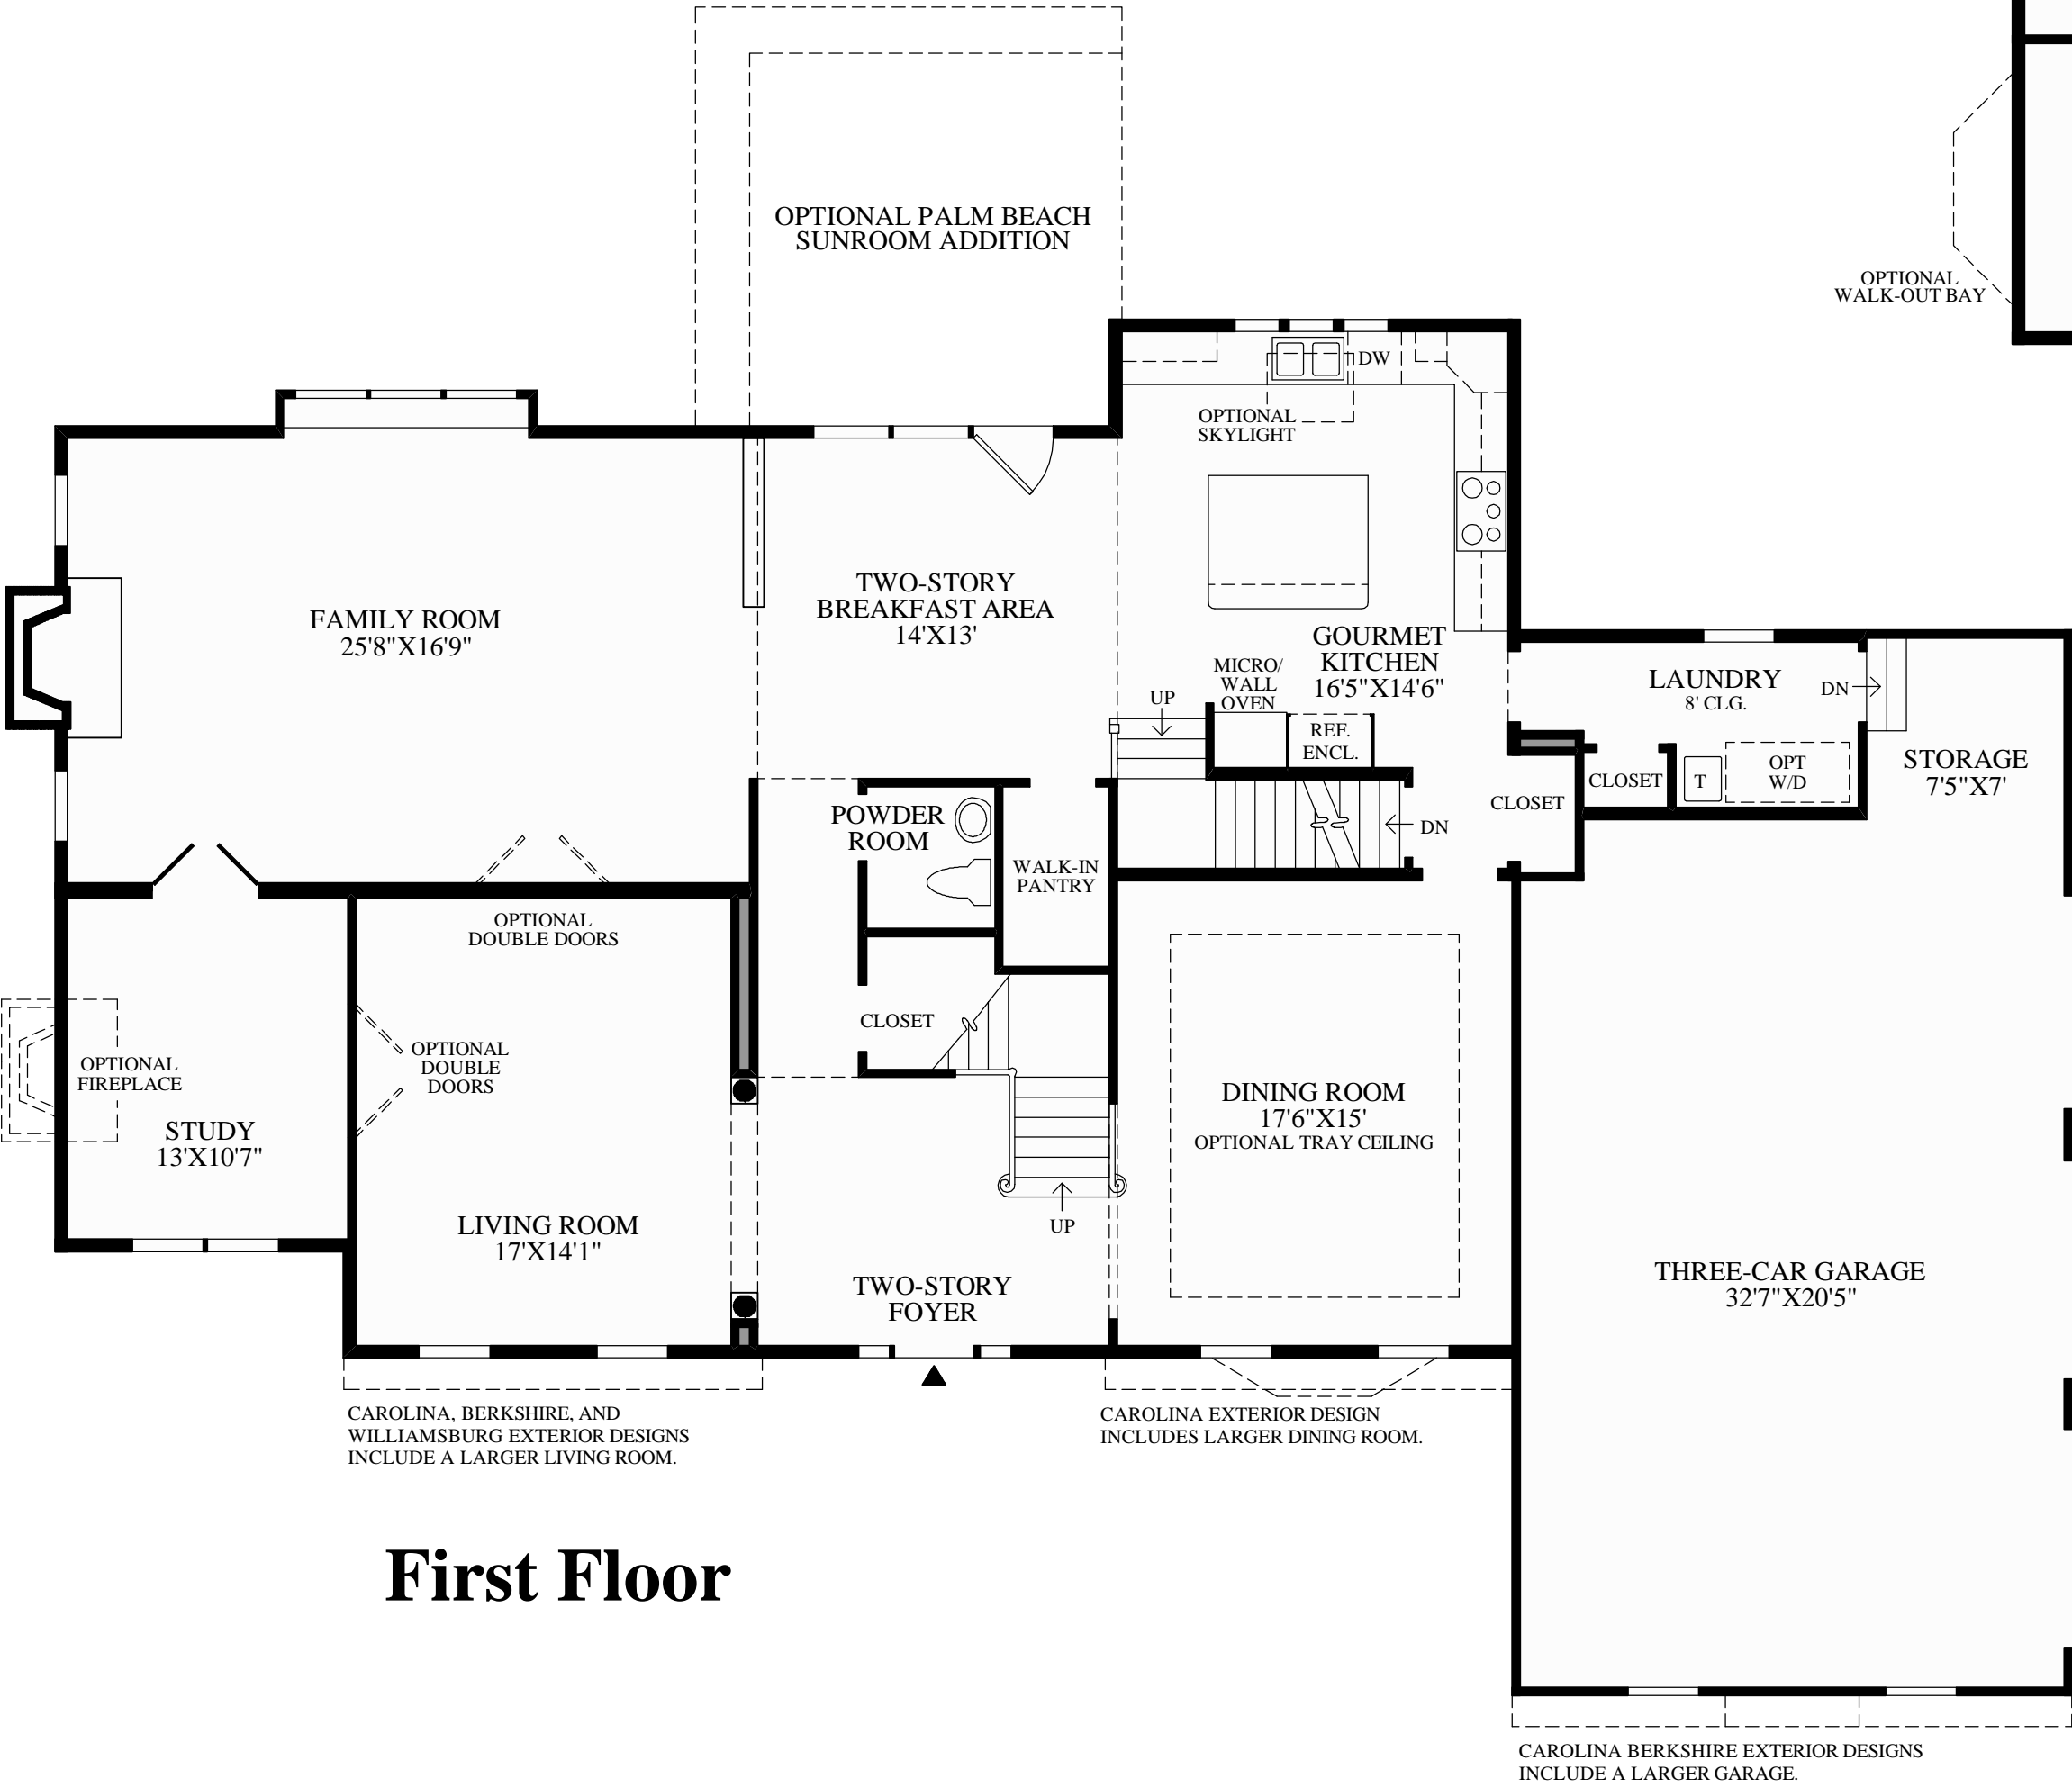 OPTIONAL PALM BEACH
SUNROOM ADDITION
OPTIONAL
WALK-OUT BAY
DW
OPTIONAL
SKYLIGHT
FAMILY ROOM
25'8"X16'9"
TWO-STORY
BREAKFAST AREA
14'X13'
GOURMET
KITCHEN
16'5"X14'6"
MICRO/
WALL
OVEN
UP
REF.
ENCL.
LAUNDRY
8' CLG.
DN
STORAGE
7'5"X7'
CLOSET
T
OPT
W/D
CLOSET
DN
POWDER
ROOM
WALK-IN
PANTRY
OPTIONAL
DOUBLE DOORS
CLOSET
OPTIONAL
DOUBLE
DOORS
OPTIONAL
FIREPLACE
STUDY
13'X10'7"
DINING ROOM
17'6"X15'
OPTIONAL TRAY CEILING
LIVING ROOM
17'X14'1"
UP
TWO-STORY
FOYER
THREE-CAR GARAGE
32'7"X20'5"
CAROLINA, BERKSHIRE, AND
WILLIAMSBURG EXTERIOR DESIGNS
INCLUDE A LARGER LIVING ROOM.
CAROLINA EXTERIOR DESIGN
INCLUDES LARGER DINING ROOM.
First Floor
CAROLINA BERKSHIRE EXTERIOR DESIGNS
INCLUDE A LARGER GARAGE.